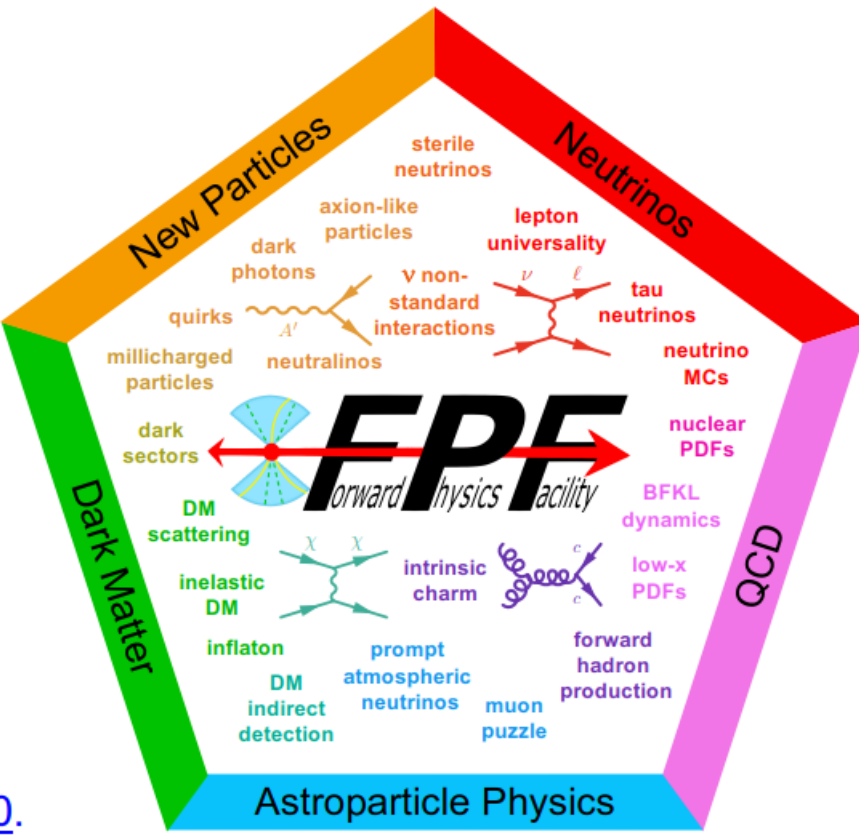 New Particles
Neutrinos
sterile
neutrinos
axion-like
particles
lepton
universality
dark
photons
ν non-
standard
interactions
ν
ℓ
tau
neutrinos
quirks
A′
neutralinos
millicharged
particles
neutrino
MCs
dark
sectors
Forward Physics Facility
nuclear
PDFs
BFKL
dynamics
Dark Matter
DM
scattering
χ
χ
intrinsic
charm
c
c
low-x
PDFs
QCD
inelastic
DM
inflaton
prompt
atmospheric
neutrinos
forward
hadron
production
DM
indirect
detection
muon
puzzle
Astroparticle Physics
0.